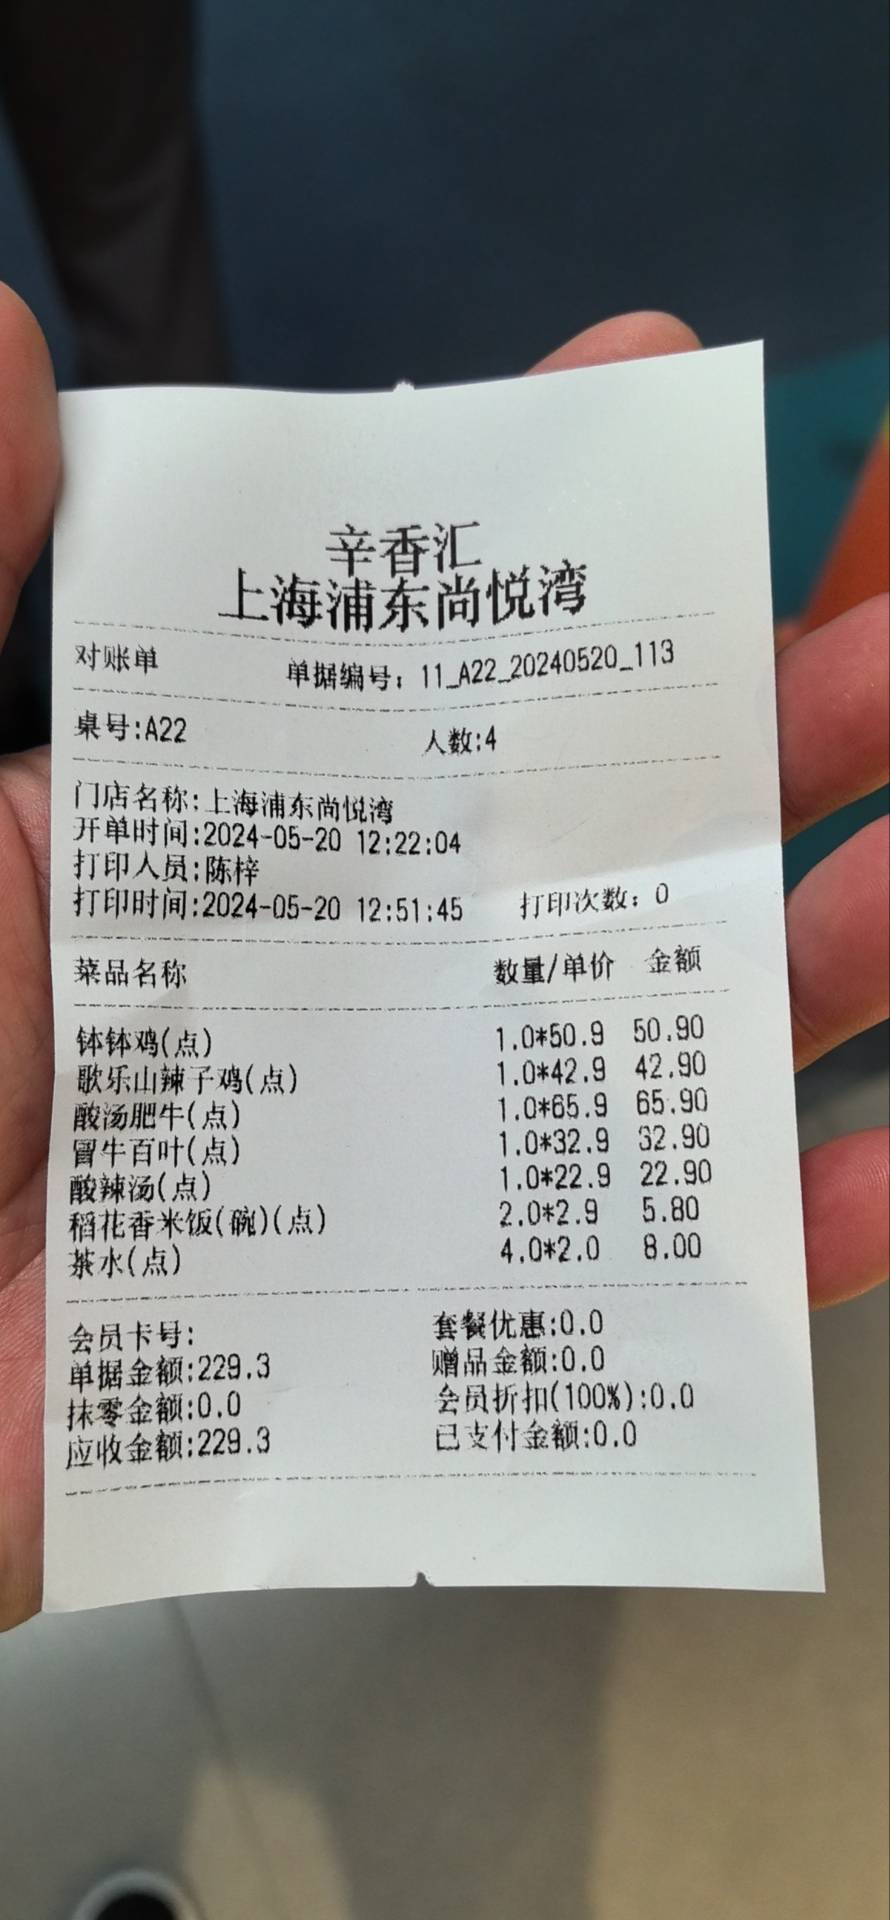 辛香汇
上海浦东尚悦湾
对账单 单据编号: 11_A22_20240520_113
桌号:A22 人数:4
门店名称:上海浦东尚悦湾
开单时间:2024-05-20 12:22:04
打印人员:陈梓
打印时间:2024-05-20 12:51:45 打印次数: 0
菜品名称 数量/单价 金额
钵钵鸡(点) 1.0*50.9 50.90
歌乐山辣子鸡(点) 1.0*42.9 42.90
酸汤肥牛(点) 1.0*65.9 65.90
冒牛百叶(点) 1.0*32.9 32.90
酸辣汤(点) 1.0*22.9 22.90
稻花香米饭(碗)(点) 2.0*2.9 5.80
茶水(点) 4.0*2.0 8.00
会员卡号: 套餐优惠:0.0
单据金额:229.3 赠品金额:0.0
抹零金额:0.0 会员折扣(100%):0.0
应收金额:229.3 已支付金额:0.0